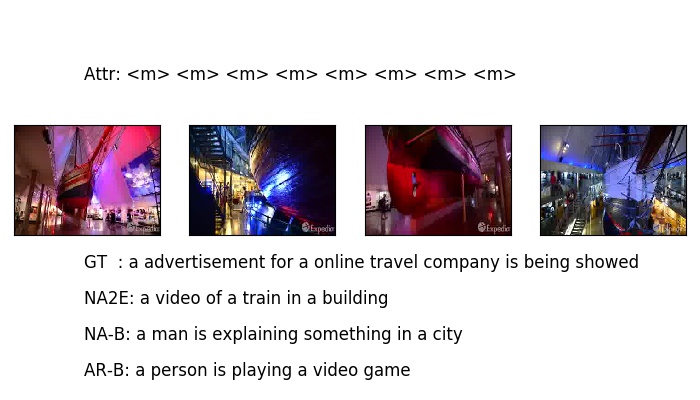 Attr: <m> <m> <m> <m> <m> <m> <m> <m>
Expedia Expedia Expedia Expedia
GT : a advertisement for a online travel company is being showed
NA2E: a video of a train in a building
NA-B: a man is explaining something in a city
AR-B: a person is playing a video game